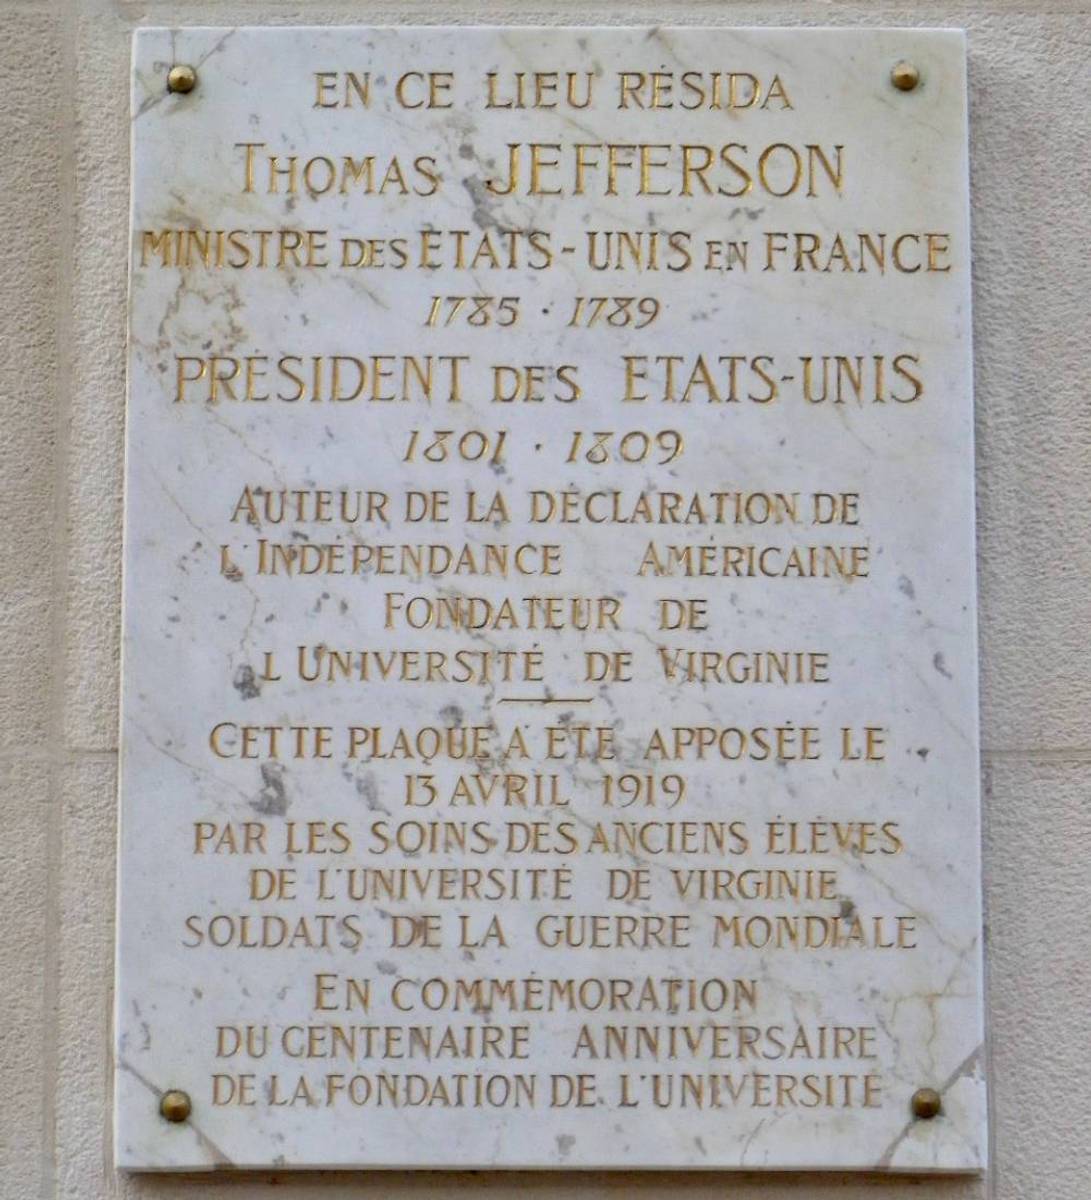 EN CE LIEU RÉSIDA
THOMAS JEFFERSON
MINISTRE DES ETATS-UNIS EN FRANCE
1785 · 1789
PRÉSIDENT DES ETATS-UNIS
1801 · 1809
AUTEUR DE LA DÉCLARATION DE
L'INDÉPENDANCE AMÉRICAINE
FONDATEUR DE
L'UNIVERSITÉ DE VIRGINIE
CETTE PLAQUE A ÉTÉ APPOSÉE LE
13 AVRIL 1919
PAR LES SOINS DES ANCIENS ÉLÈVES
DE L'UNIVERSITÉ DE VIRGINIE
SOLDATS DE LA GUERRE MONDIALE
EN COMMÉMORATION
DU CENTENAIRE ANNIVERSAIRE
DE LA FONDATION DE L'UNIVERSITÉ